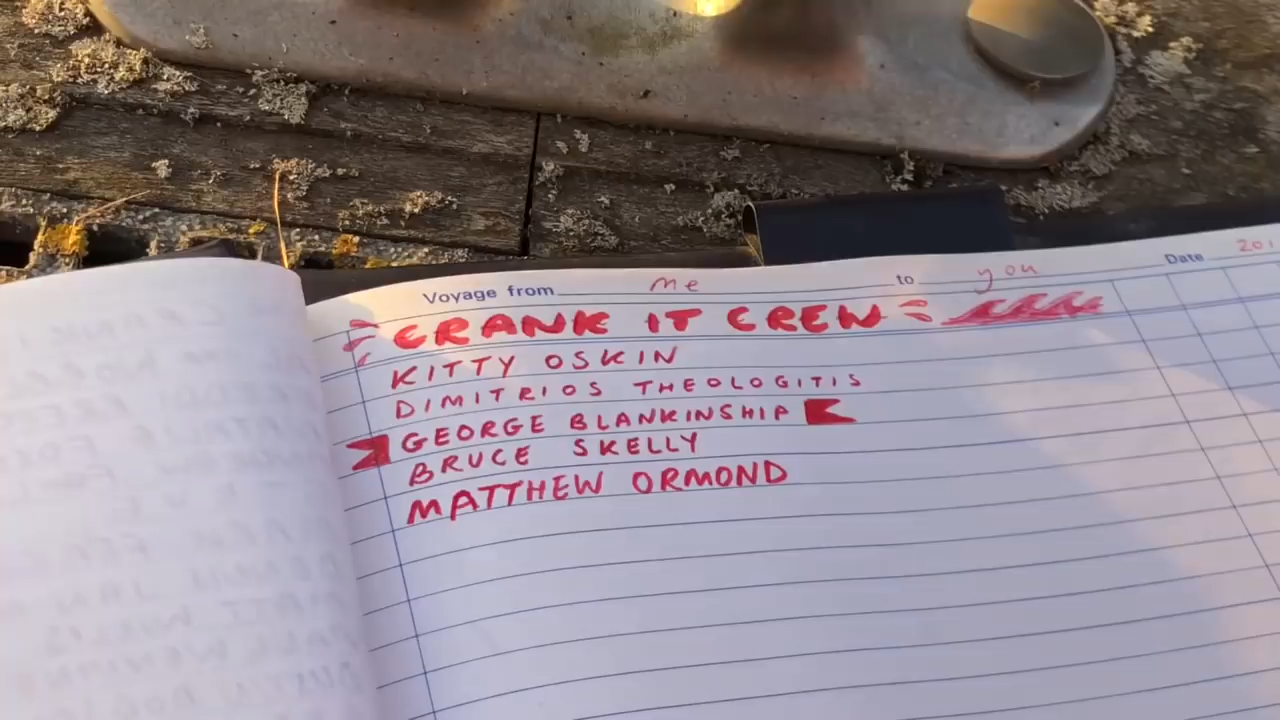 Voyage from me to you Date 201
CRANK IT CREW
KITTY OSKIN
DIMITRIOS THEOLOGITIS
GEORGE BLANKINSHIP
BRUCE SKELLY
MATTHEW ORMOND